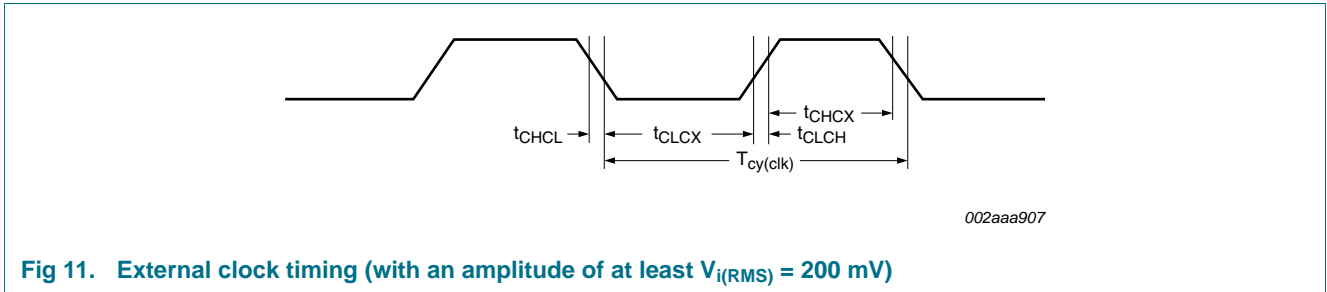 tCHCX
tCHCL
tCLCX
tCLCH
Tcy(clk)
002aaa907
Fig 11. External clock timing (with an amplitude of at least Vi(RMS) = 200 mV)